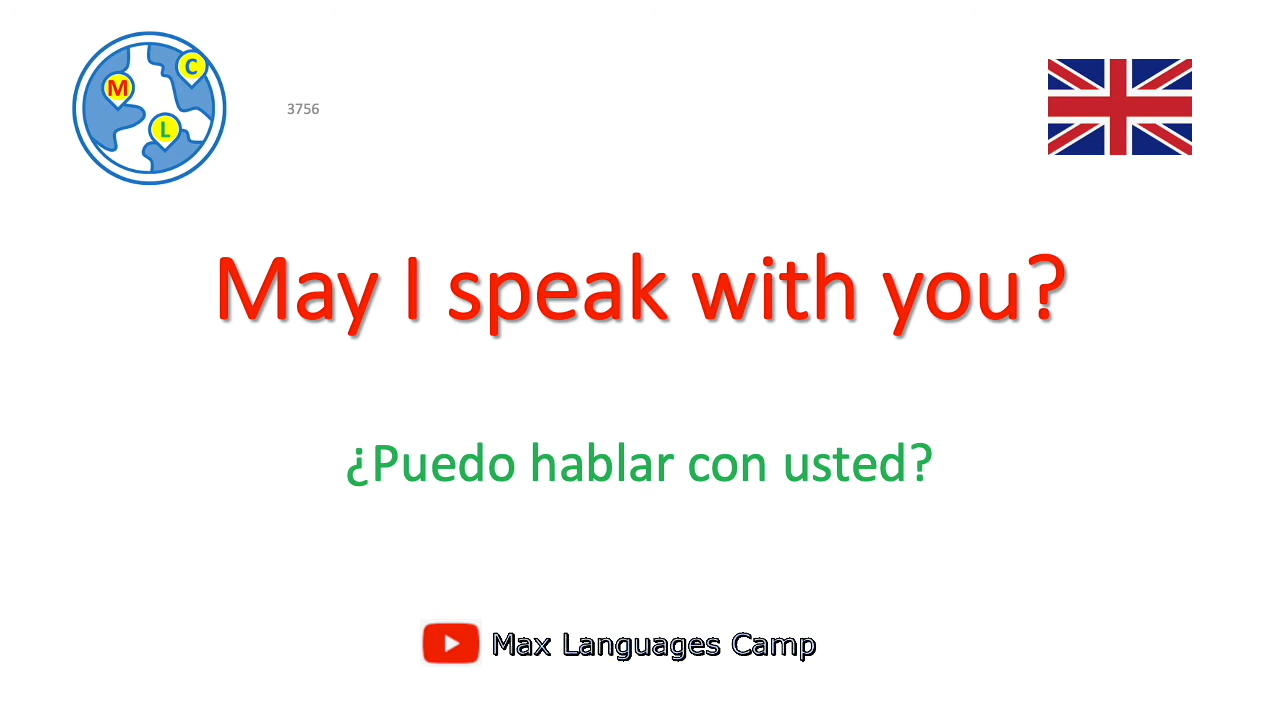 C
M
L
3756
May I speak with you?
¿Puedo hablar con usted?
Max Languages Camp